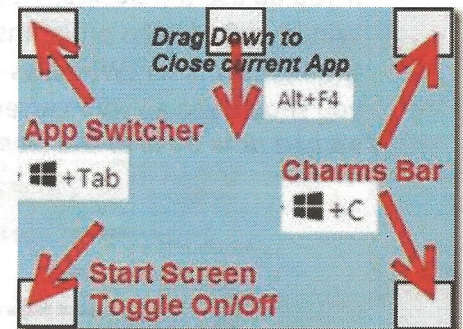 Drag Down to
Close current App
Alt+F4
App Switcher
+Tab
Charms Bar
+C
Start Screen
Toggle On/Off